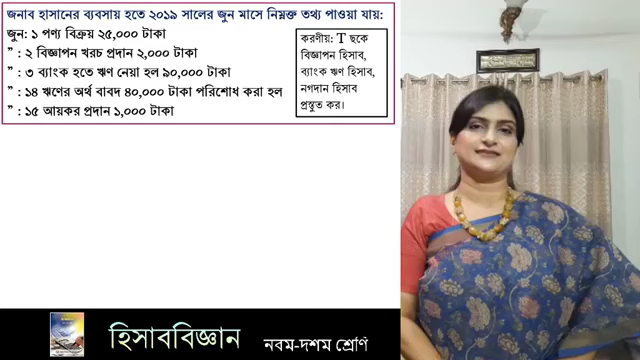 জনাব হাসানের ব্যবসায় হতে ২০১৯ সালের জুন মাসে নিম্নক্ত তথ্য পাওয়া যায়:
জুন: ১ পণ্য বিক্রয় ২৫,০০০ টাকা
” : ২ বিজ্ঞাপন খরচ প্রদান ২,০০০ টাকা
” : ৩ ব্যাংক হতে ঋণ নেয়া হল ৯০,০০০ টাকা
” : ১৪ ঋণের অর্থ বাবদ ৪০,০০০ টাকা পরিশোধ করা হল
” : ১৫ আয়কর প্রদান ১,০০০ টাকা
করণীয়: T ছকে
বিজ্ঞাপন হিসাব,
ব্যাংক ঋণ হিসাব,
নগদান হিসাব
প্রস্তুত কর।
হিসাববিজ্ঞান নবম-দশম শ্রেণি